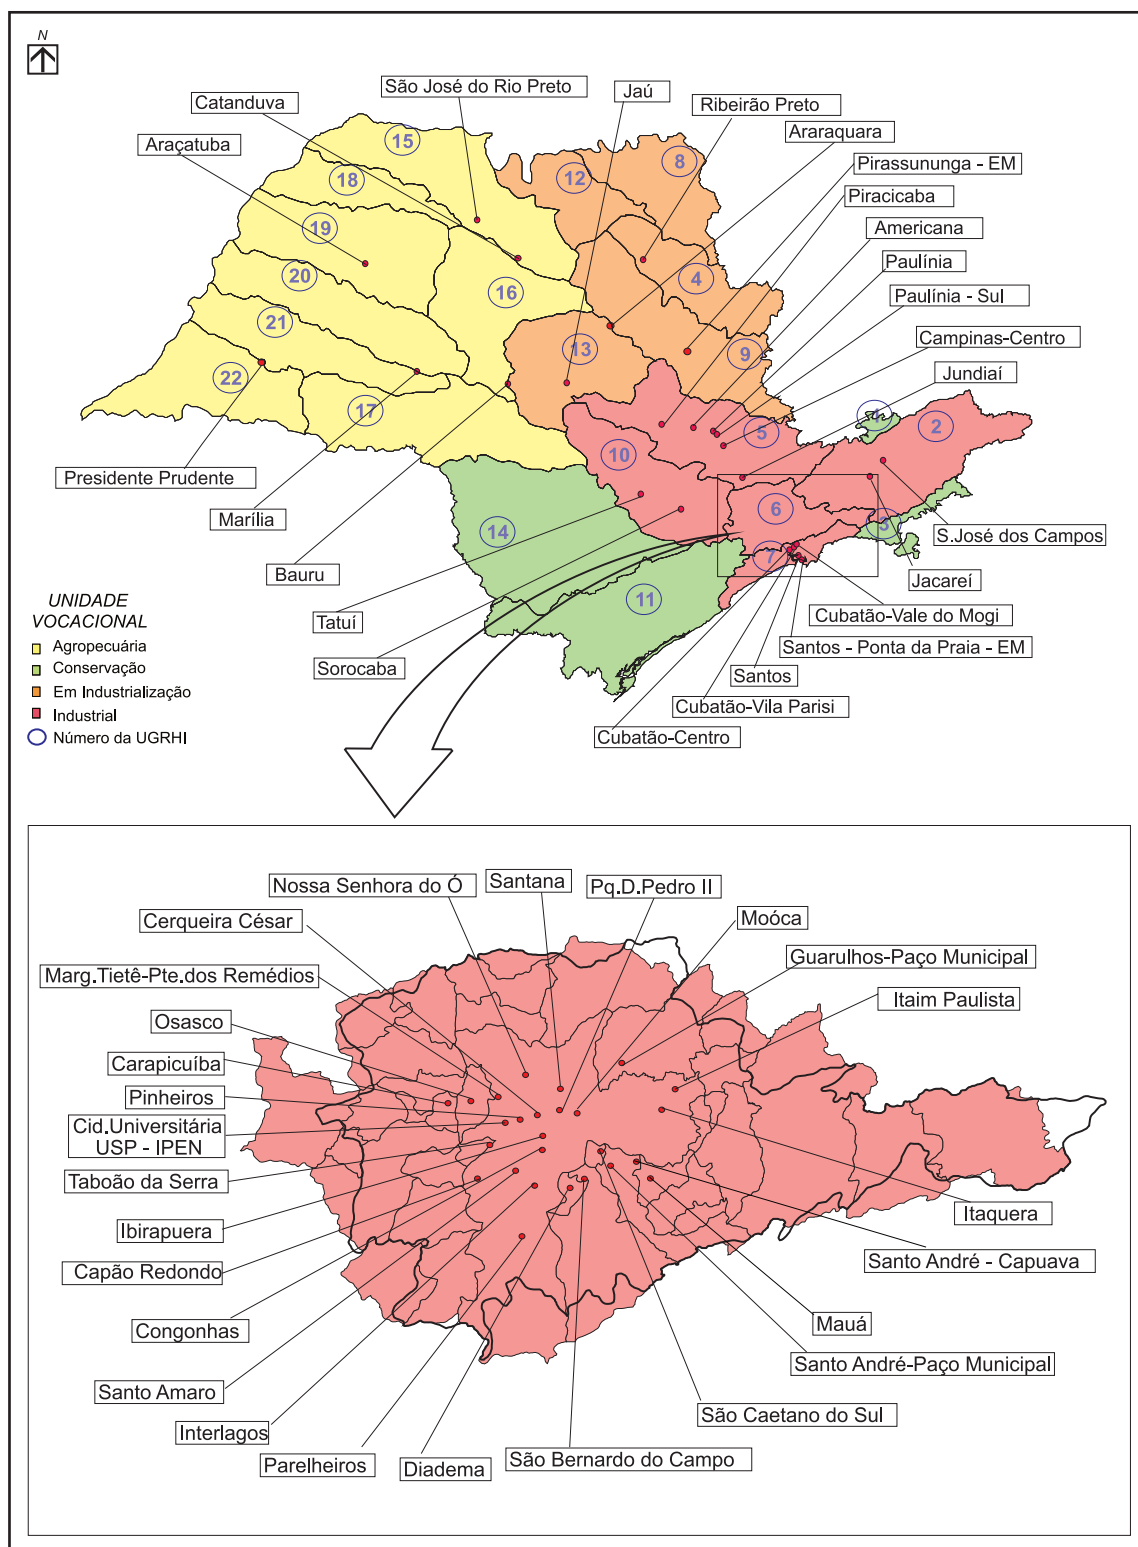 N
São José do Rio Preto
Catanduva
Araçatuba
Jaú
Ribeirão Preto
Araraquara
Pirassununga - EM
Piracicaba
Americana
Paulínia
Paulínia - Sul
Campinas-Centro
Jundiaí
15
18
19
20
21
22
17
16
12
8
4
13
9
5
10
1
2
6
3
7
14
11
Presidente Prudente
Marília
Bauru
Tatuí
Sorocaba
S.José dos Campos
Jacareí
Cubatão-Vale do Mogi
Santos - Ponta da Praia - EM
Santos
Cubatão-Vila Parisi
Cubatão-Centro
UNIDADE
VOCACIONAL
Agropecuária
Conservação
Em Industrialização
Industrial
Número da UGRHI
Nossa Senhora do Ó
Santana
Pq.D.Pedro II
Cerqueira César
Moóca
Marg.Tietê-Pte.dos Remédios
Guarulhos-Paço Municipal
Osasco
Itaim Paulista
Carapicuíba
Pinheiros
Cid.Universitária
USP - IPEN
Taboão da Serra
Ibirapuera
Itaquera
Capão Redondo
Santo André - Capuava
Congonhas
Mauá
Santo Amaro
Santo André-Paço Municipal
Interlagos
São Caetano do Sul
Parelheiros
Diadema
São Bernardo do Campo